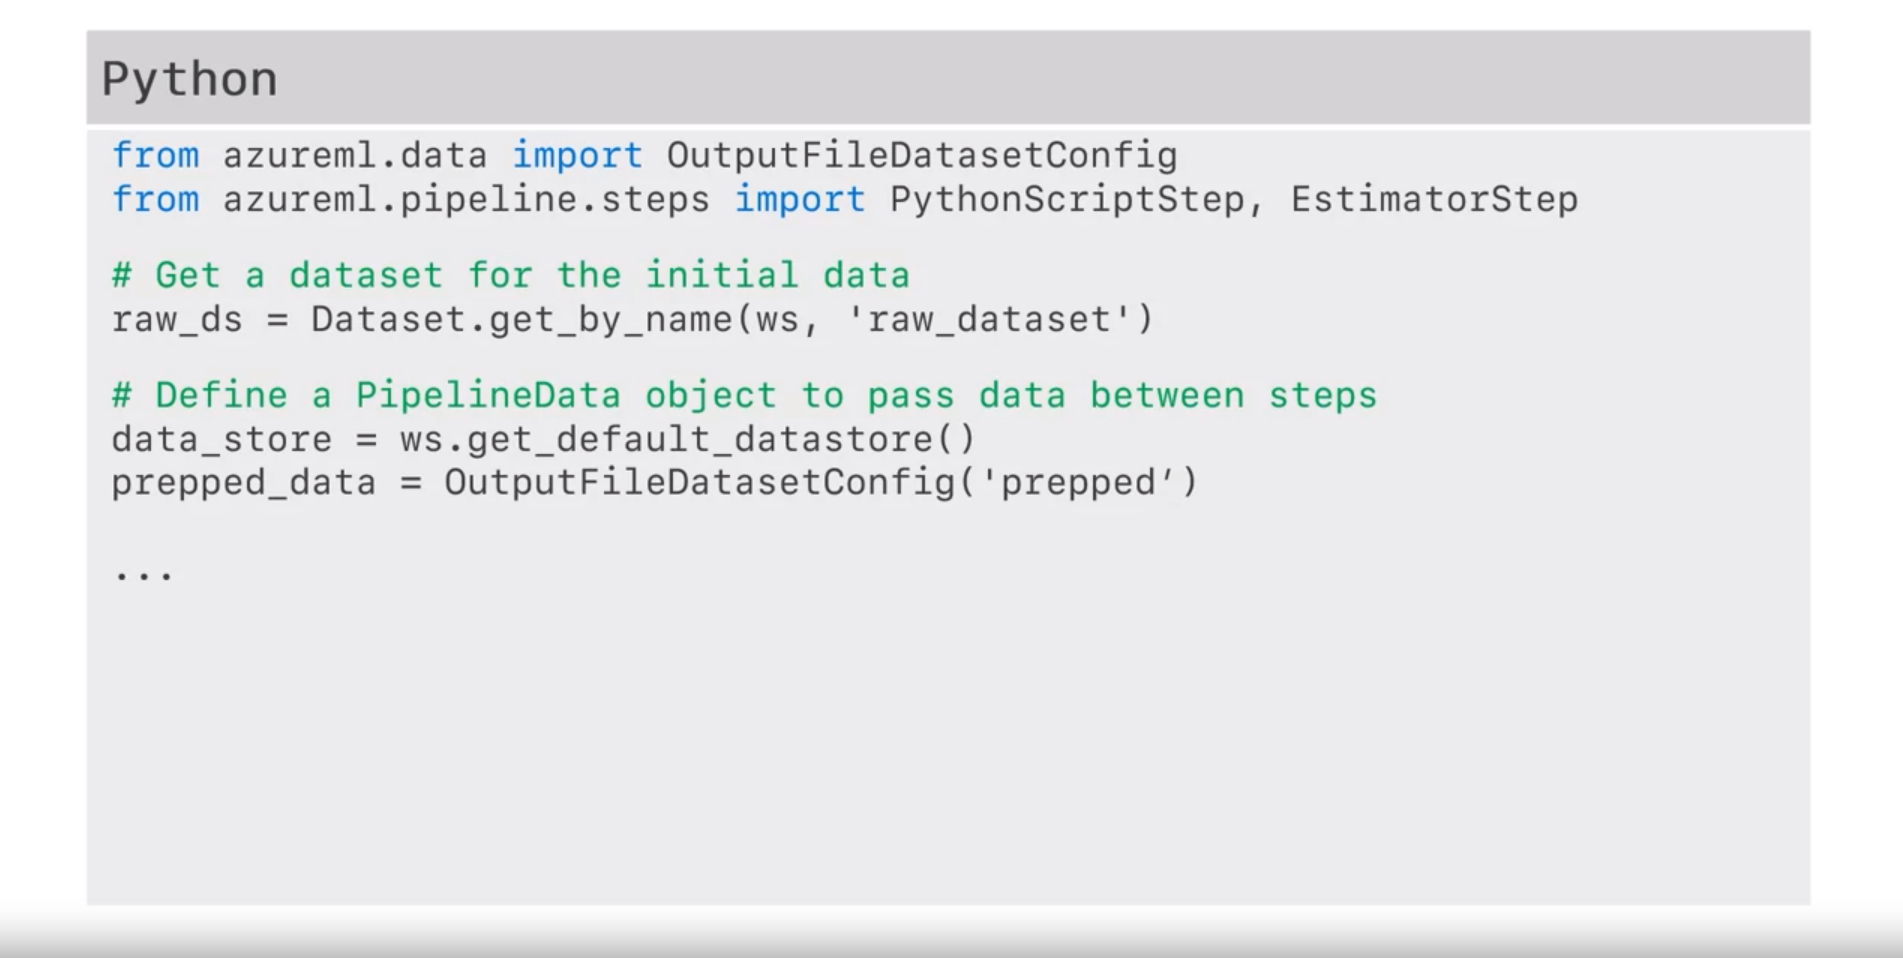 Python
from azureml.data import OutputFileDatasetConfig
from azureml.pipeline.steps import PythonScriptStep, EstimatorStep
# Get a dataset for the initial data
raw_ds = Dataset.get_by_name(ws, 'raw_dataset')
# Define a PipelineData object to pass data between steps
data_store = ws.get_default_datastore()
prepped_data = OutputFileDatasetConfig('prepped’)
...